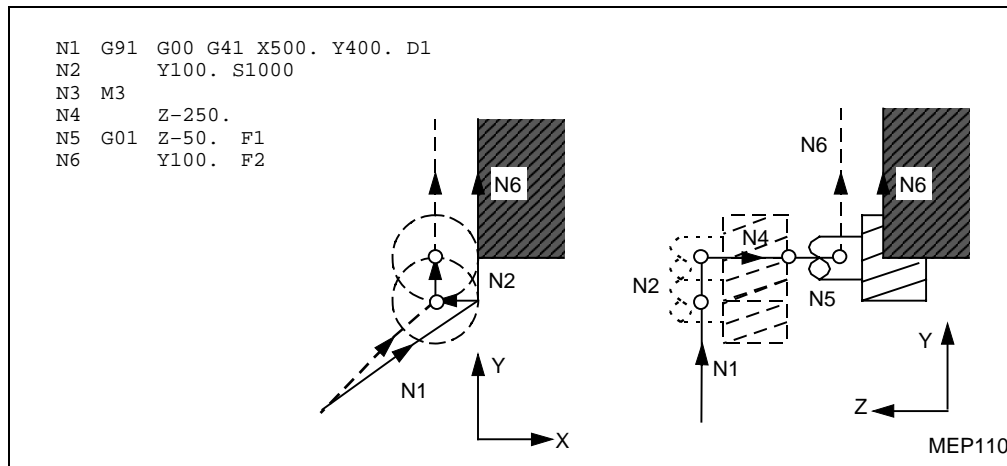 N1 G91 G00 G41 X500. Y400. D1
N2 Y100. S1000
N3 M3
N4 Z-250.
N5 G01 Z-50. F1
N6 Y100. F2
N6
N2
N1
Y
X
N6
N6
N4
N2
N5
N1
Y
Z
MEP110